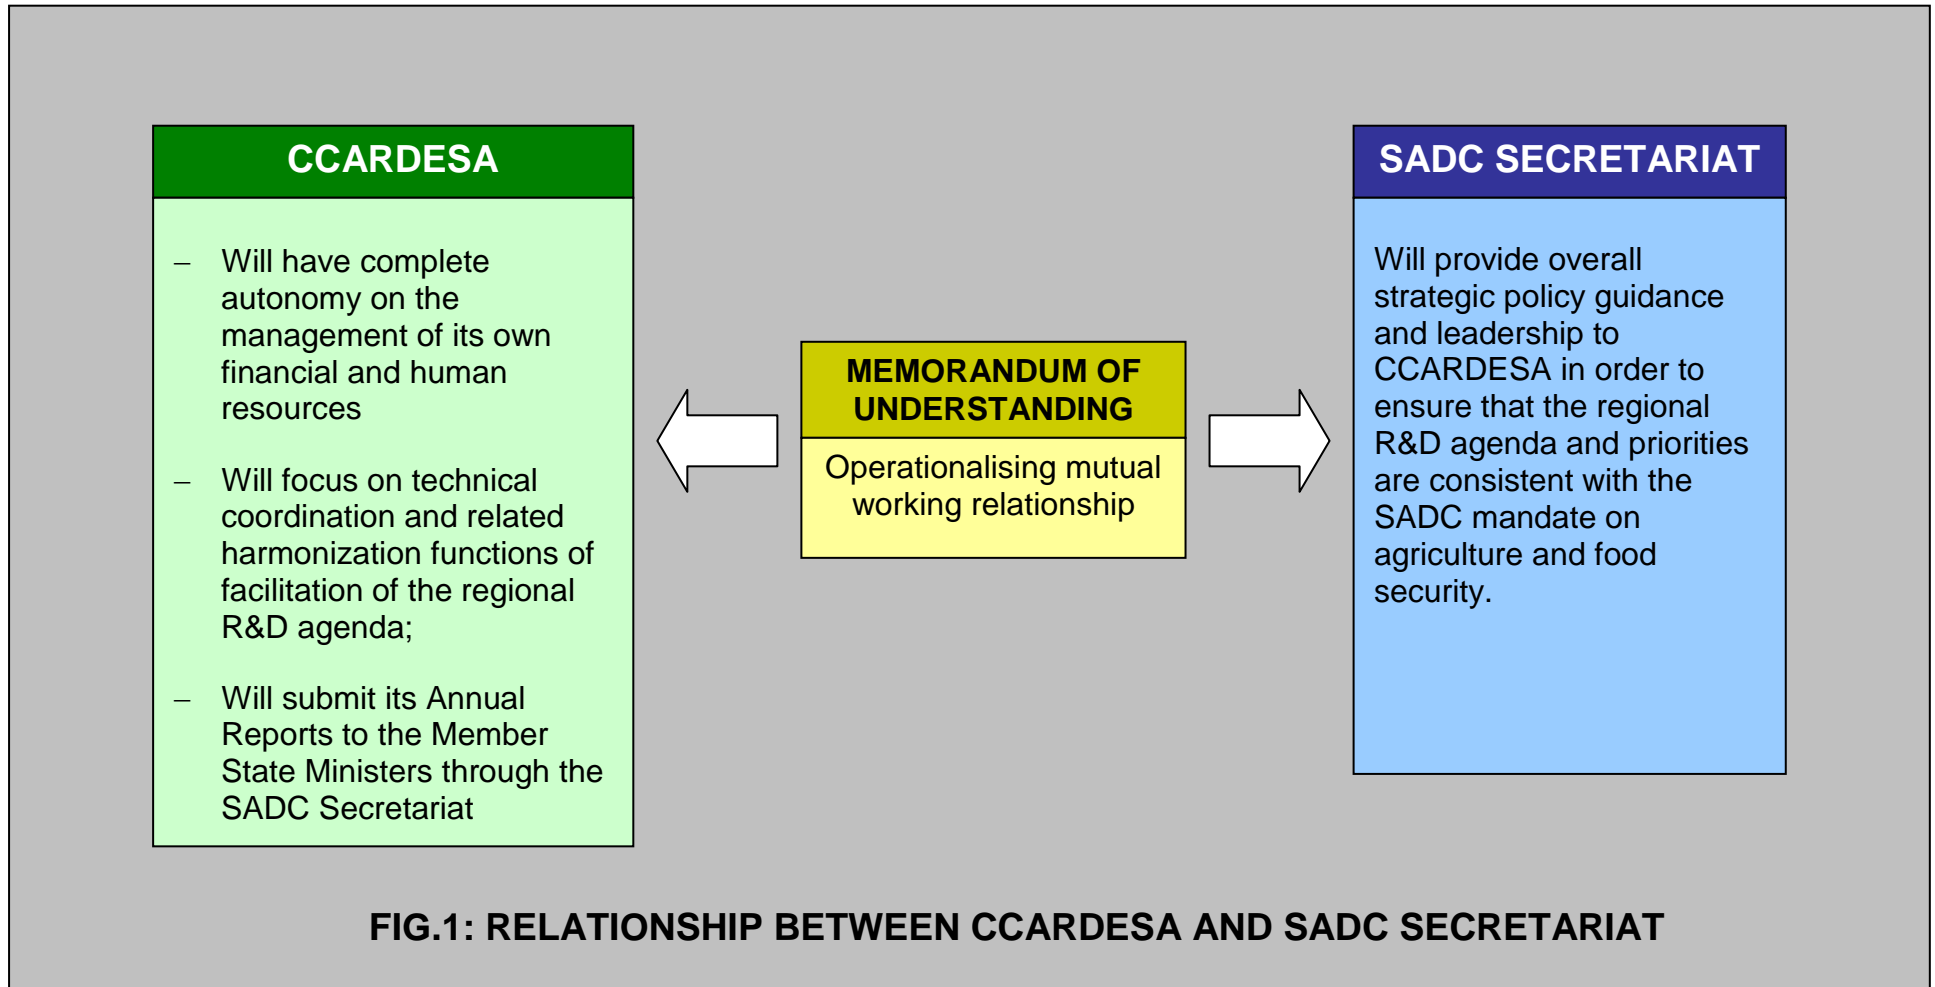 CCARDESA
– Will have complete
autonomy on the
management of its own
financial and human
resources
– Will focus on technical
coordination and related
harmonization functions of
facilitation of the regional
R&D agenda;
– Will submit its Annual
Reports to the Member
State Ministers through the
SADC Secretariat
MEMORANDUM OF
UNDERSTANDING
Operationalising mutual
working relationship
SADC SECRETARIAT
Will provide overall
strategic policy guidance
and leadership to
CCARDESA in order to
ensure that the regional
R&D agenda and priorities
are consistent with the
SADC mandate on
agriculture and food
security.
FIG.1: RELATIONSHIP BETWEEN CCARDESA AND SADC SECRETARIAT